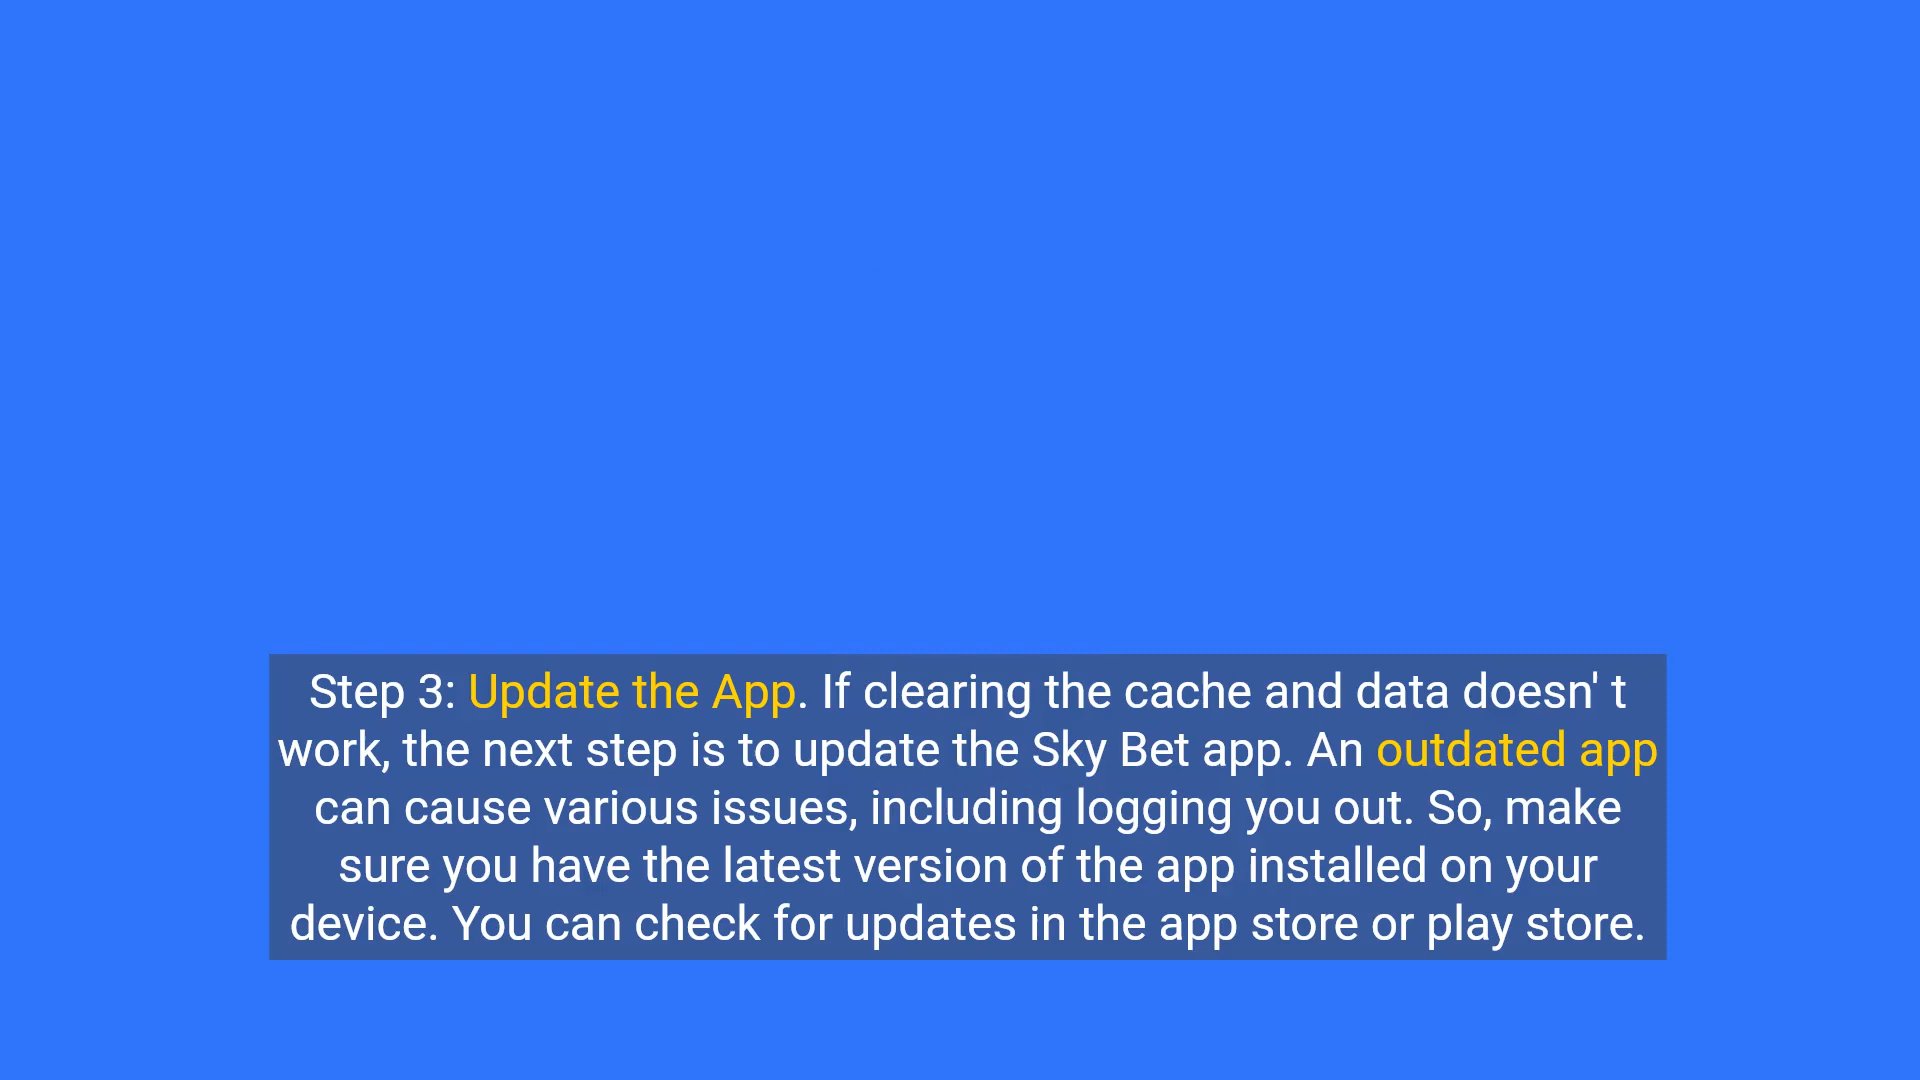 Step 3: Update the App. If clearing the cache and data doesn' t
work, the next step is to update the Sky Bet app. An outdated app
can cause various issues, including logging you out. So, make
sure you have the latest version of the app installed on your
device. You can check for updates in the app store or play store.